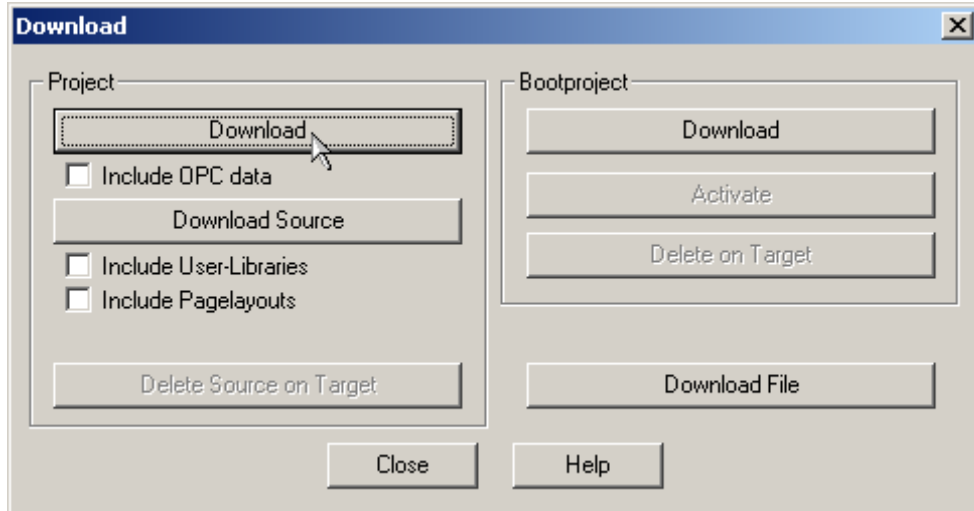 Download
Project
Download
Include OPC data
Download Source
Include User-Libraries
Include Pagelayouts
Delete Source on Target
Bootproject
Download
Activate
Delete on Target
Download File
Close
Help